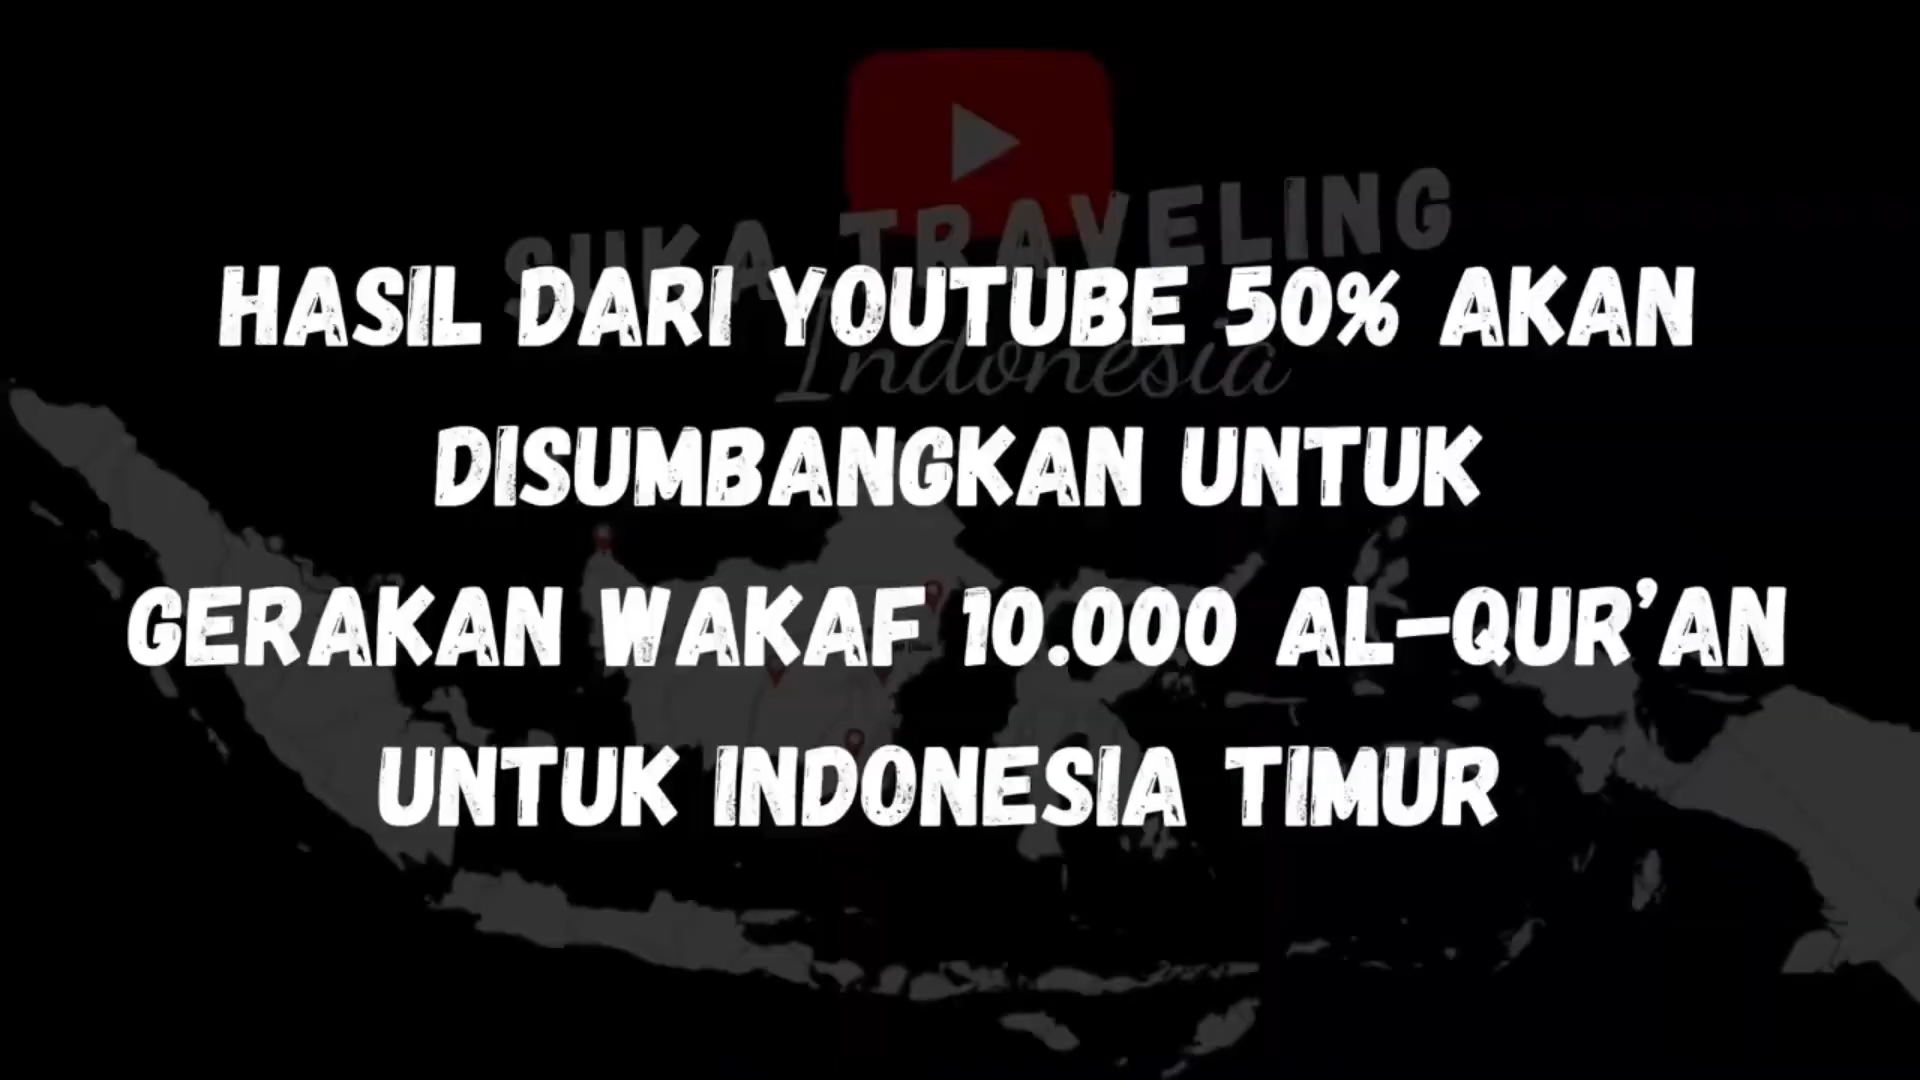 SUKA TRAVELING
Indonesia
HASIL DARI YOUTUBE 50% AKAN
DISUMBANGKAN UNTUK
GERAKAN WAKAF 10.000 AL-QUR'AN
UNTUK INDONESIA TIMUR